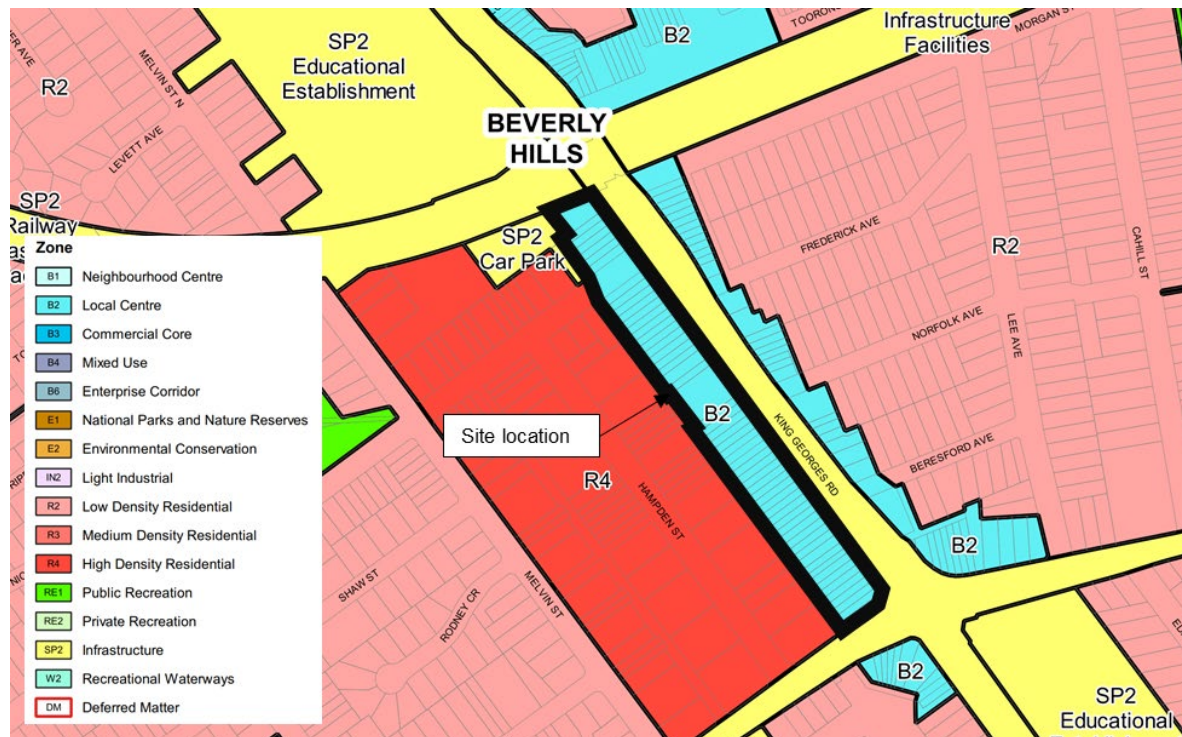 SP2
Educational
Establishment
B2
Infrastructure
Facilities
MORGAN ST
R2
MELVIN ST N
LEVETT AVE
BEVERLY
HILLS
SP2
Railway
SP2
Car Park
FREDERICK AVE
R2
CAHILL ST
NORFOLK AVE
LEE AVE
Zone
B1 Neighbourhood Centre
B2 Local Centre
B3 Commercial Core
B4 Mixed Use
B6 Enterprise Corridor
E1 National Parks and Nature Reserves
E2 Environmental Conservation
IN2 Light Industrial
R2 Low Density Residential
R3 Medium Density Residential
R4 High Density Residential
RE1 Public Recreation
RE2 Private Recreation
SP2 Infrastructure
W2 Recreational Waterways
DM Deferred Matter
Site location
B2
KING GEORGES RD
BERESFORD AVE
R4
HAMPDEN ST
B2
SHAW ST
MELVIN ST
RODNEY CR
B2
SP2
Educational